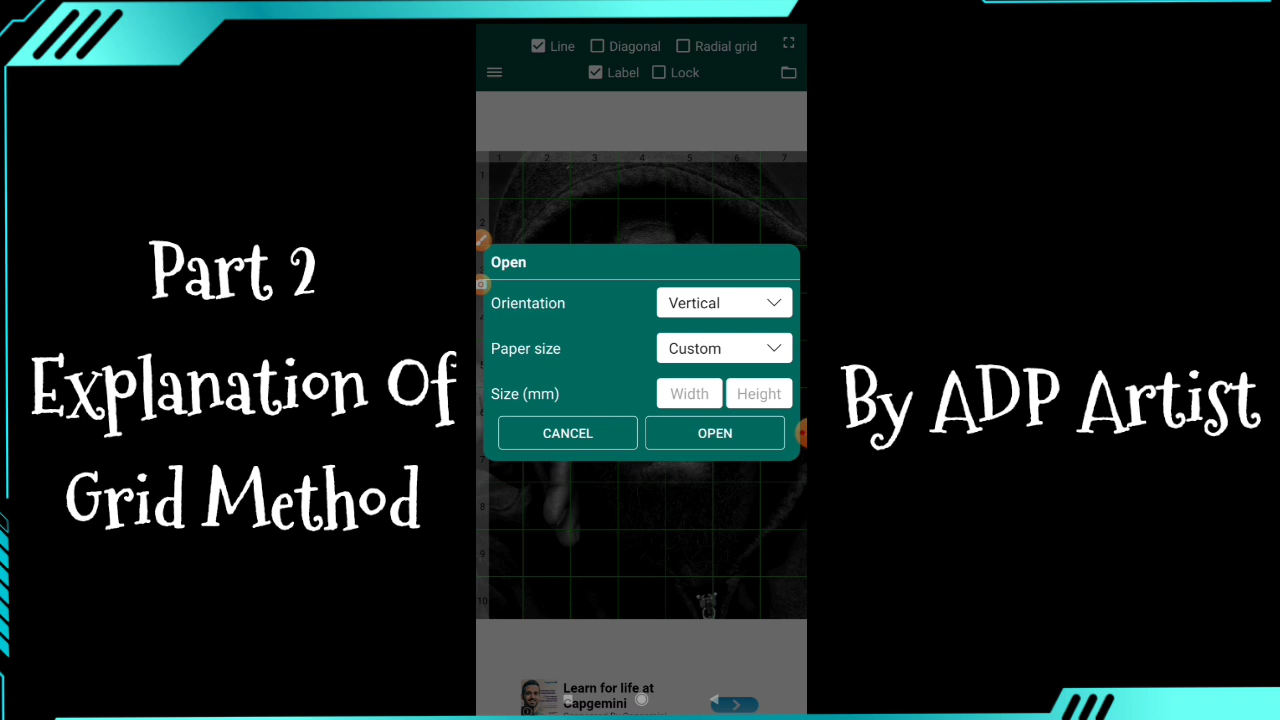 Part 2
Explanation Of
Grid Method
By ADP Artist
Line Diagonal Radial grid
Label Lock
1 2 3 4 5 6 7
1
2
Open
Orientation Vertical
Paper size Custom
Size (mm) Width Height
CANCEL OPEN
7
8
9
10
Learn for life at
Capgemini